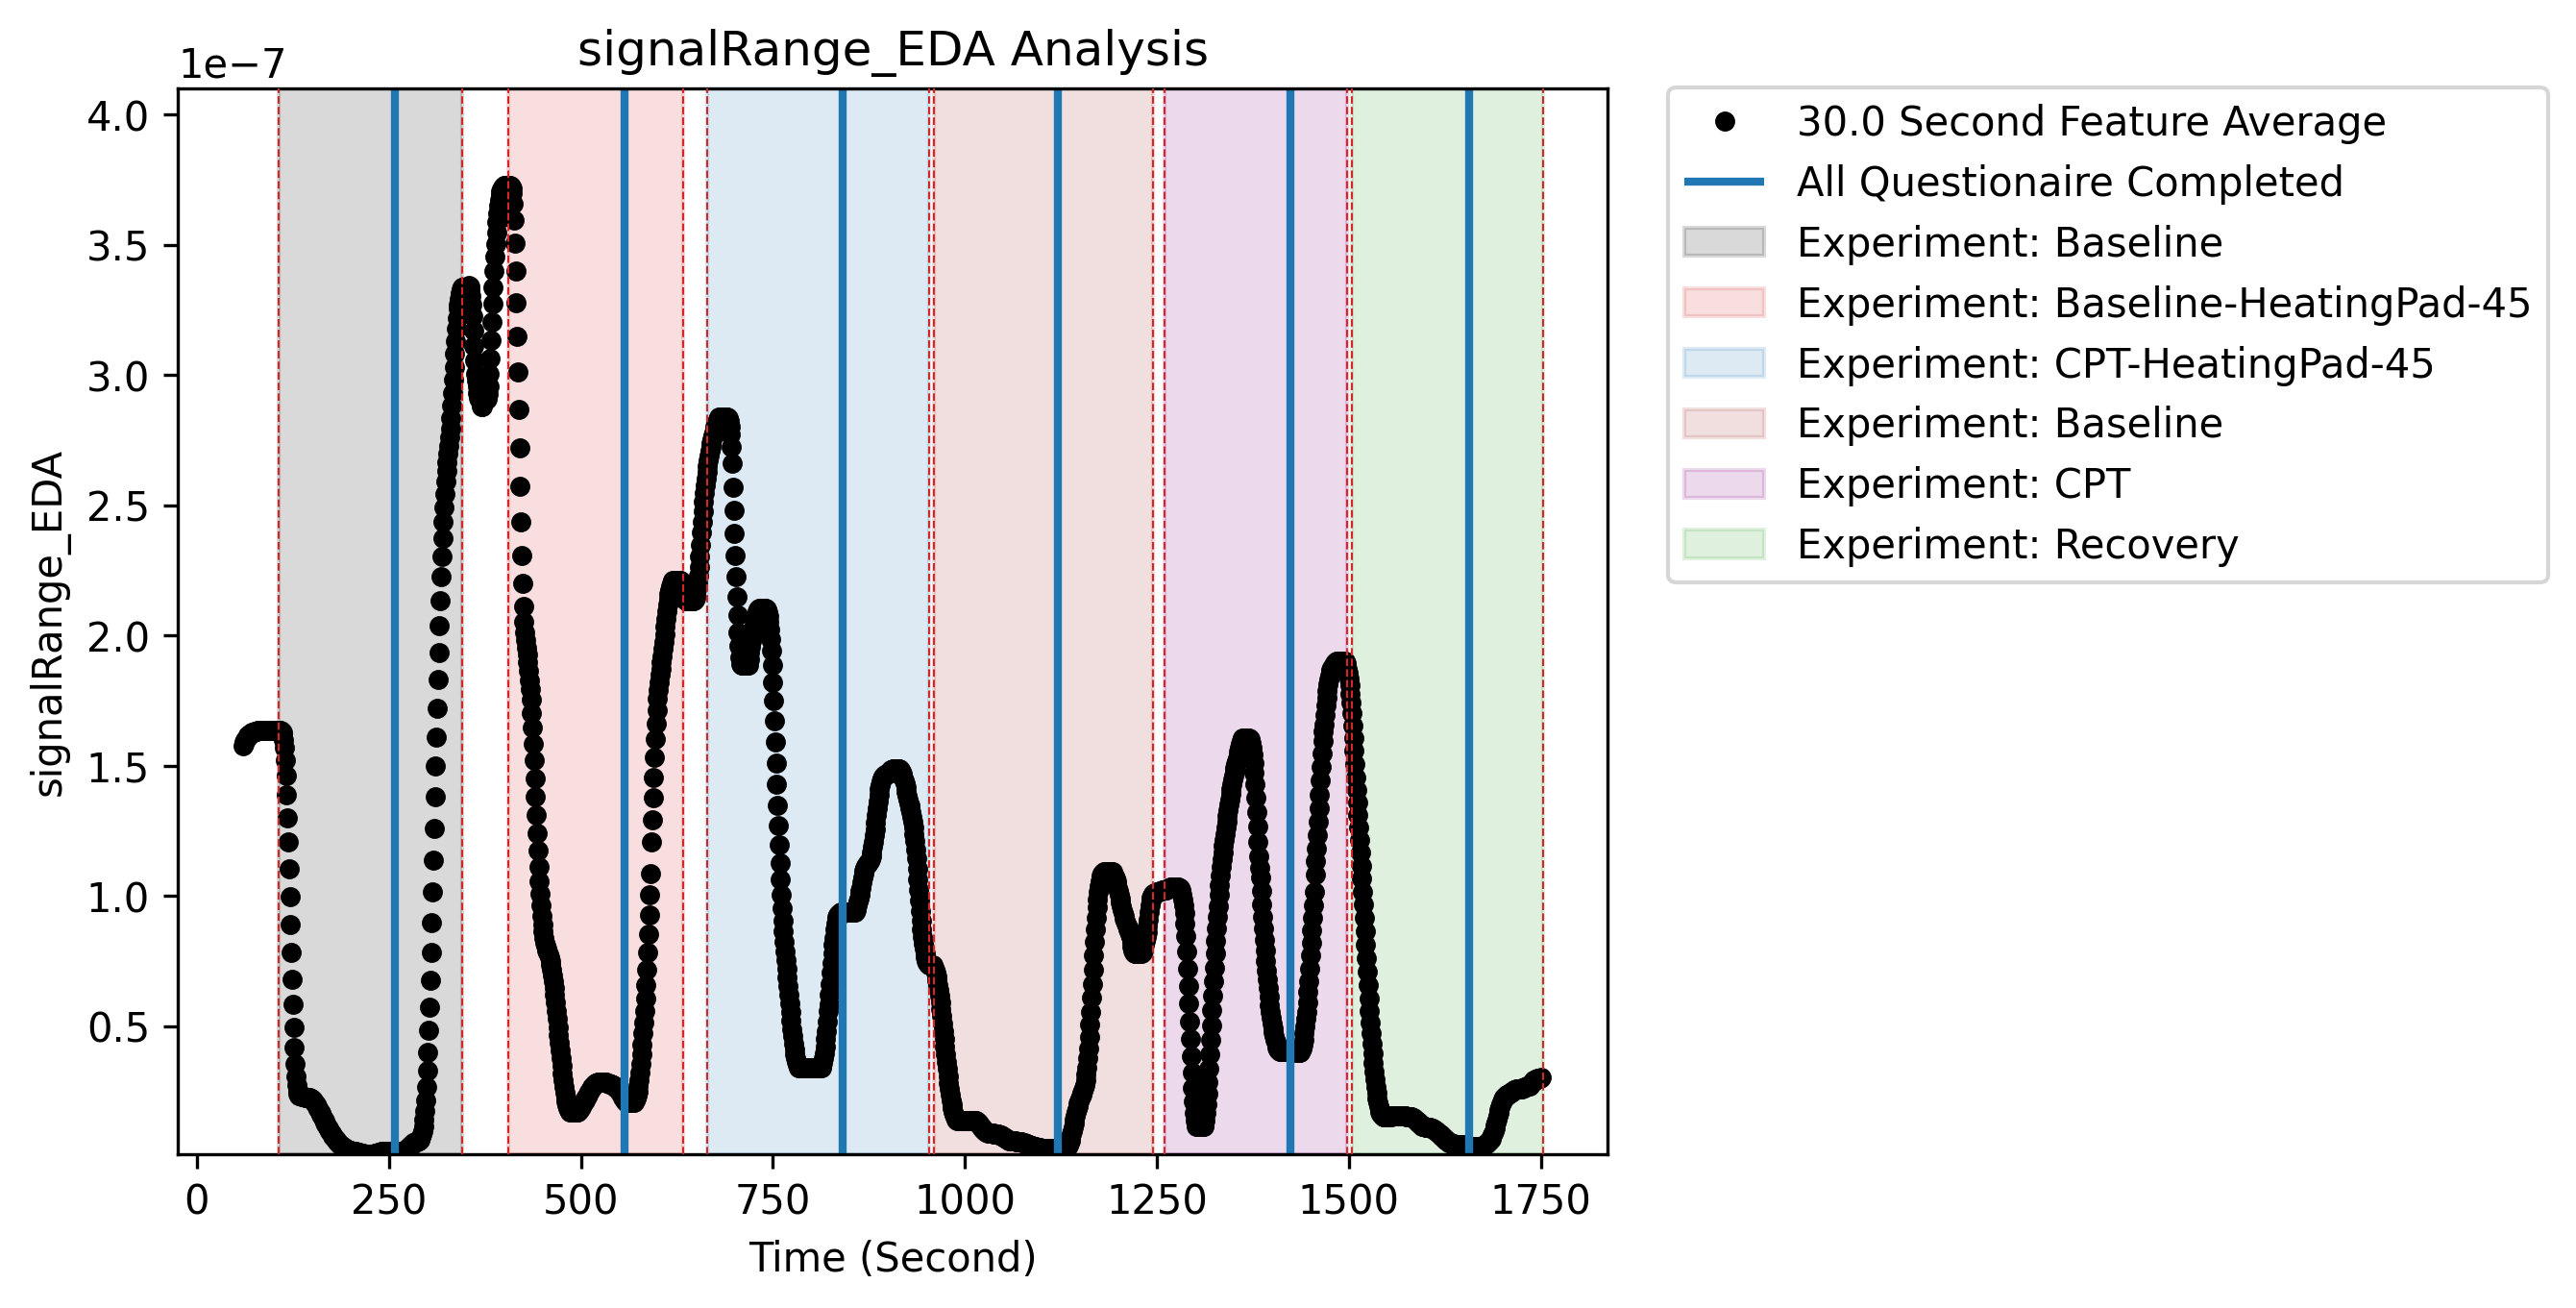 signalRange_EDA Analysis
1e−7
4.0
3.5
3.0
2.5
2.0
1.5
1.0
0.5
signalRange_EDA
0 250 500 750 1000 1250 1500 1750
Time (Second)
30.0 Second Feature Average
All Questionaire Completed
Experiment: Baseline
Experiment: Baseline-HeatingPad-45
Experiment: CPT-HeatingPad-45
Experiment: Baseline
Experiment: CPT
Experiment: Recovery